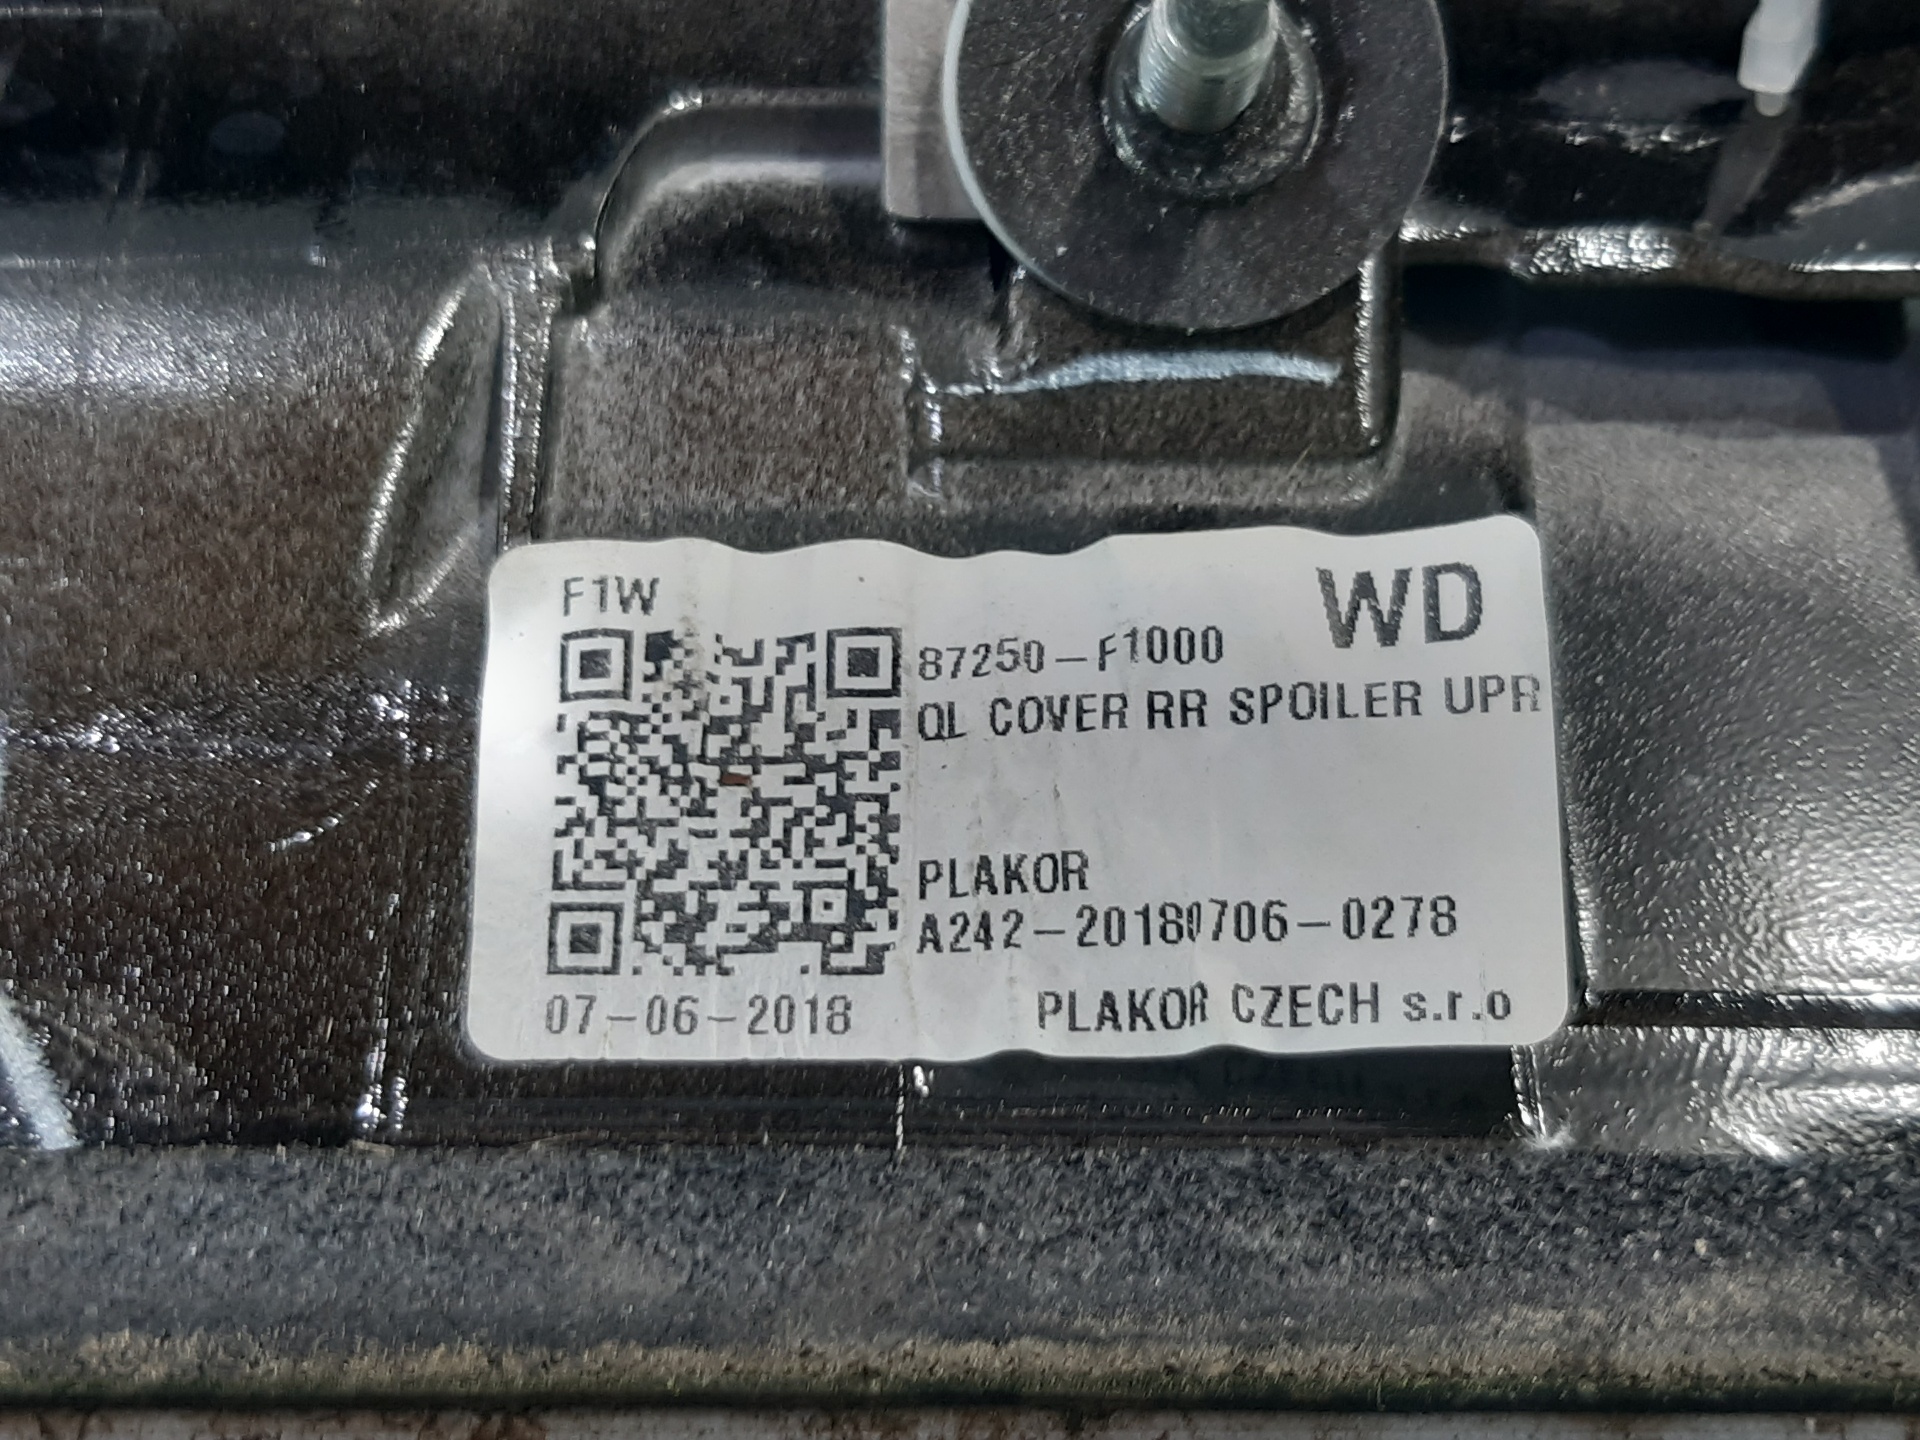 F1W
WD
87250-F1000
QL COVER RR SPOILER UPR
PLAKOR
A242-20180706-0278
07-06-2018
PLAKOR CZECH s.r.o